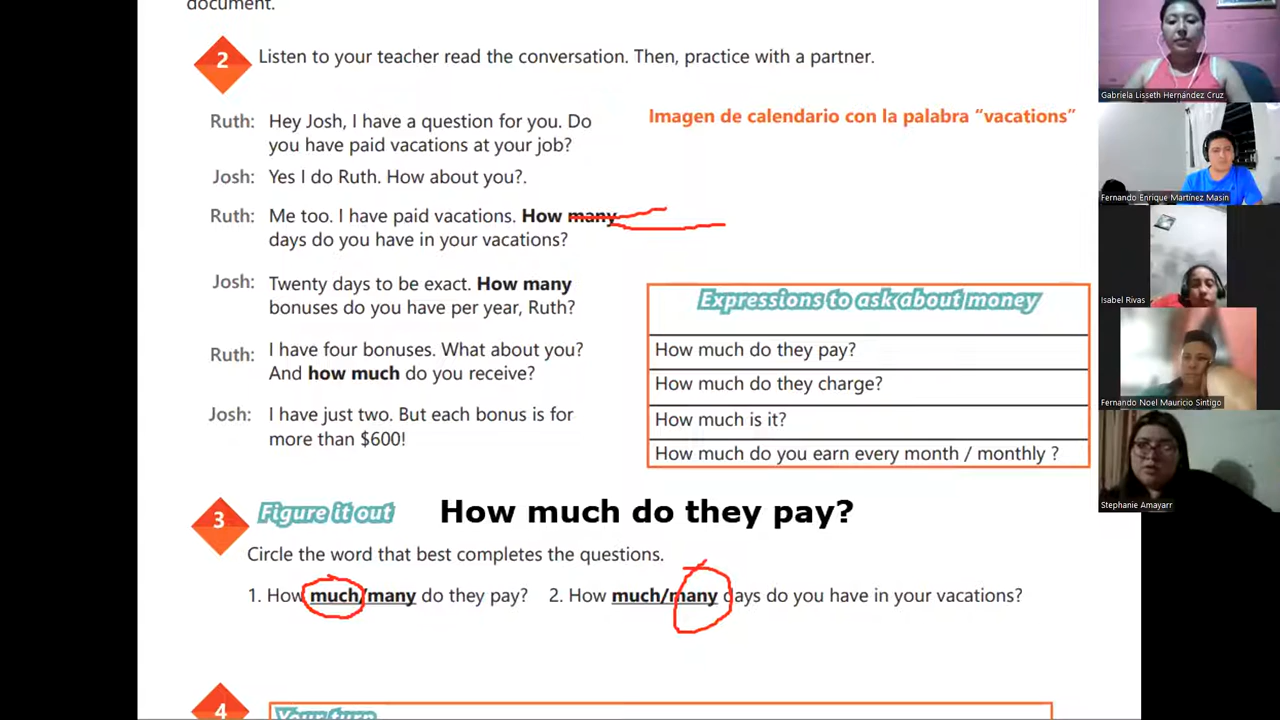 document.
2 Listen to your teacher read the conversation. Then, practice with a partner.
Ruth: Hey Josh, I have a question for you. Do
you have paid vacations at your job?
Josh: Yes I do Ruth. How about you?.
Ruth: Me too. I have paid vacations. How many
days do you have in your vacations?
Josh: Twenty days to be exact. How many
bonuses do you have per year, Ruth?
Ruth: I have four bonuses. What about you?
And how much do you receive?
Josh: I have just two. But each bonus is for
more than $600!
Imagen de calendario con la palabra “vacations”
Expressions to ask about money
How much do they pay?
How much do they charge?
How much is it?
How much do you earn every month / monthly ?
3 Figure it out
How much do they pay?
Circle the word that best completes the questions.
1. How much/many do they pay? 2. How much/many days do you have in your vacations?
4 Your turn
Gabriela Lisseth Hernández Cruz
Fernando Enrique Martínez Masin
Isabel Rivas
Fernando Noel Mauricio Sintigo
Stephanie Amayarr